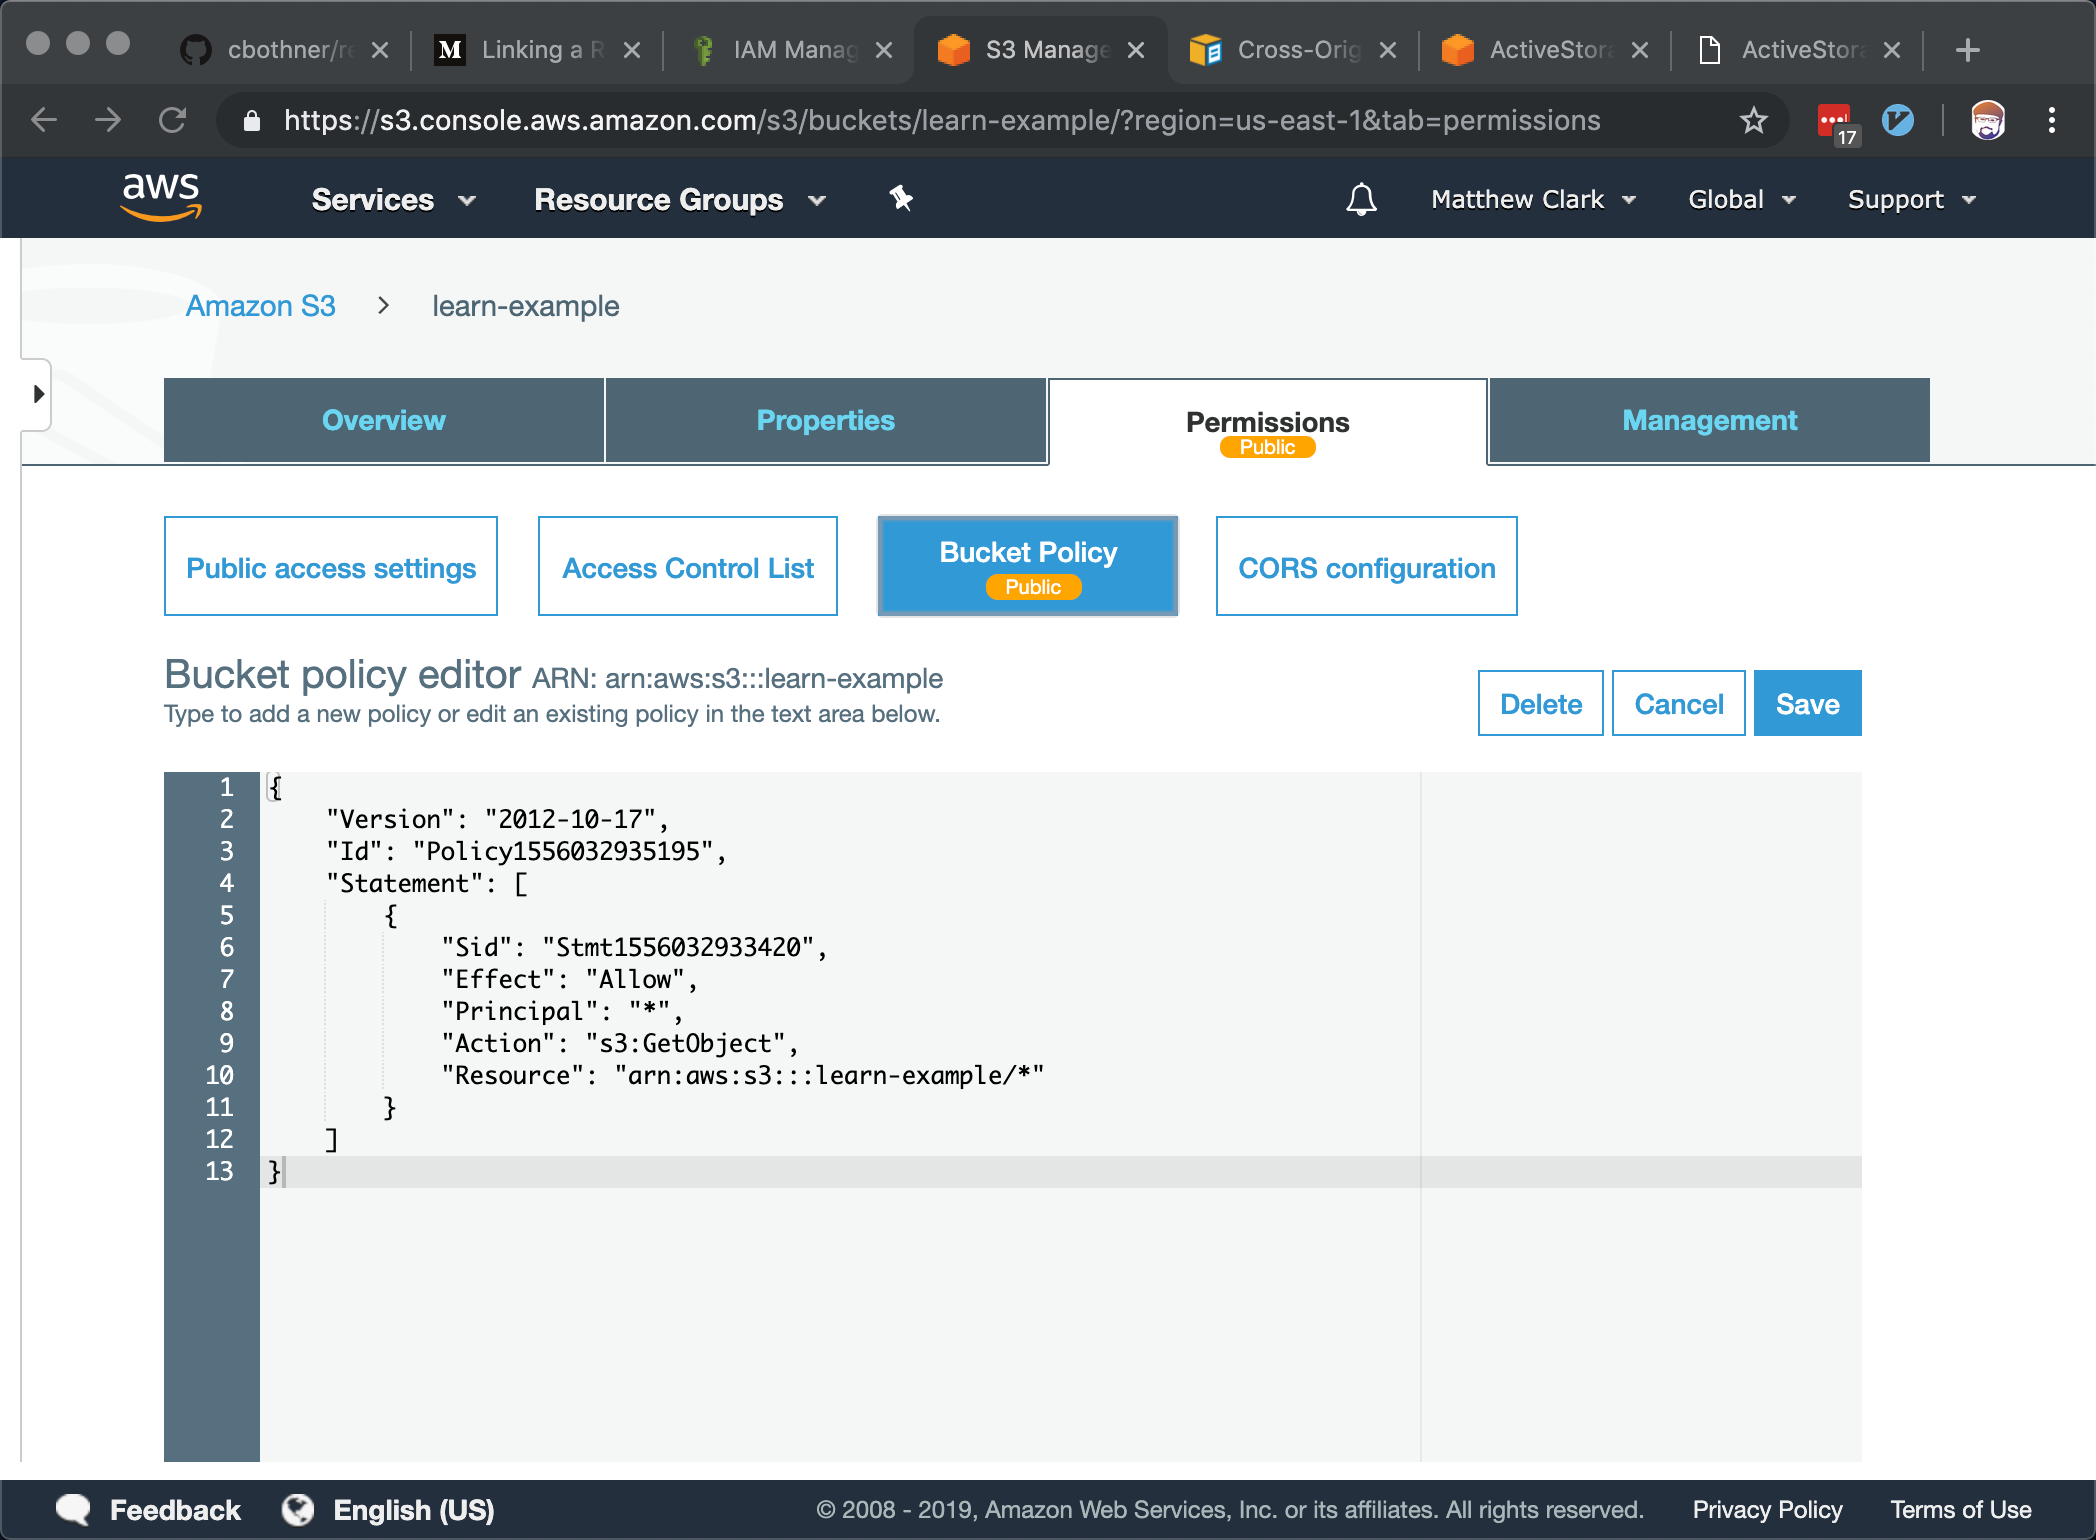 cbothner/re
M Linking a R
IAM Manag
S3 Manage
Cross-Orig
ActiveStora
ActiveStora
https://s3.console.aws.amazon.com/s3/buckets/learn-example/?region=us-east-1&tab=permissions
17
aws
Services
Resource Groups
Matthew Clark
Global
Support
Amazon S3 > learn-example
Overview
Properties
Permissions
Public
Management
Public access settings
Access Control List
Bucket Policy
Public
CORS configuration
Bucket policy editor ARN: arn:aws:s3:::learn-example
Type to add a new policy or edit an existing policy in the text area below.
Delete
Cancel
Save
1 {
2     "Version": "2012-10-17",
3     "Id": "Policy1556032935195",
4     "Statement": [
5         {
6             "Sid": "Stmt1556032933420",
7             "Effect": "Allow",
8             "Principal": "*",
9             "Action": "s3:GetObject",
10             "Resource": "arn:aws:s3:::learn-example/*"
11         }
12     ]
13 }
Feedback
English (US)
© 2008 - 2019, Amazon Web Services, Inc. or its affiliates. All rights reserved.
Privacy Policy
Terms of Use